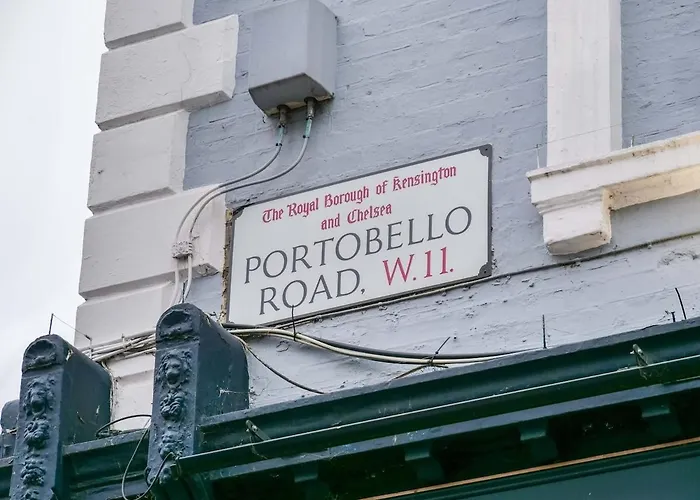 The Royal Borough of Kensington
and Chelsea
PORTOBELLO
ROAD, W.11.